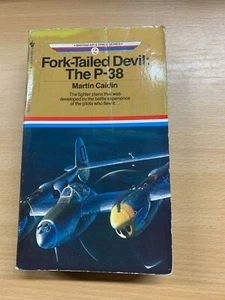 Fork-Tailed Devil:
The P-38
Martin Caidin
The fighter plane that was
developed by the battle experience
of the pilots who flew it...